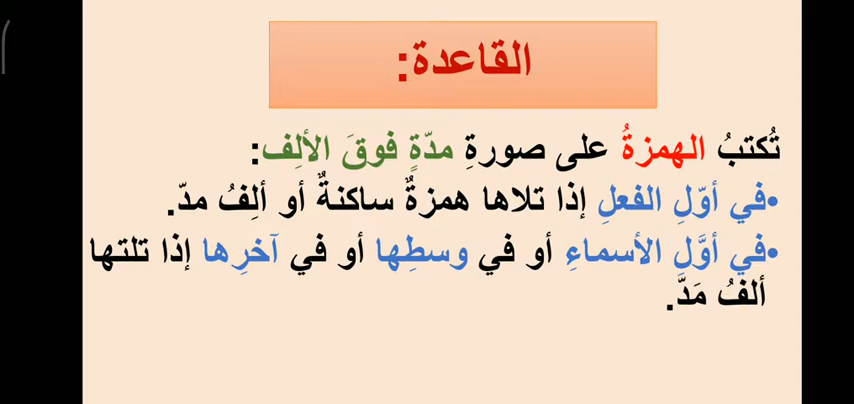 القاعدة:
تُكتبُ الهمزةُ على صورةِ مدّةٍ فوقَ الألِف:
•في أوّلِ الفعلِ إذا تلاها همزةٌ ساكنةٌ أو ألِفُ مدّ.
•في أوَّلِ الأسماءِ أو في وسطِها أو في آخرِها إذا تلتها
ألفُ مَدَّ.